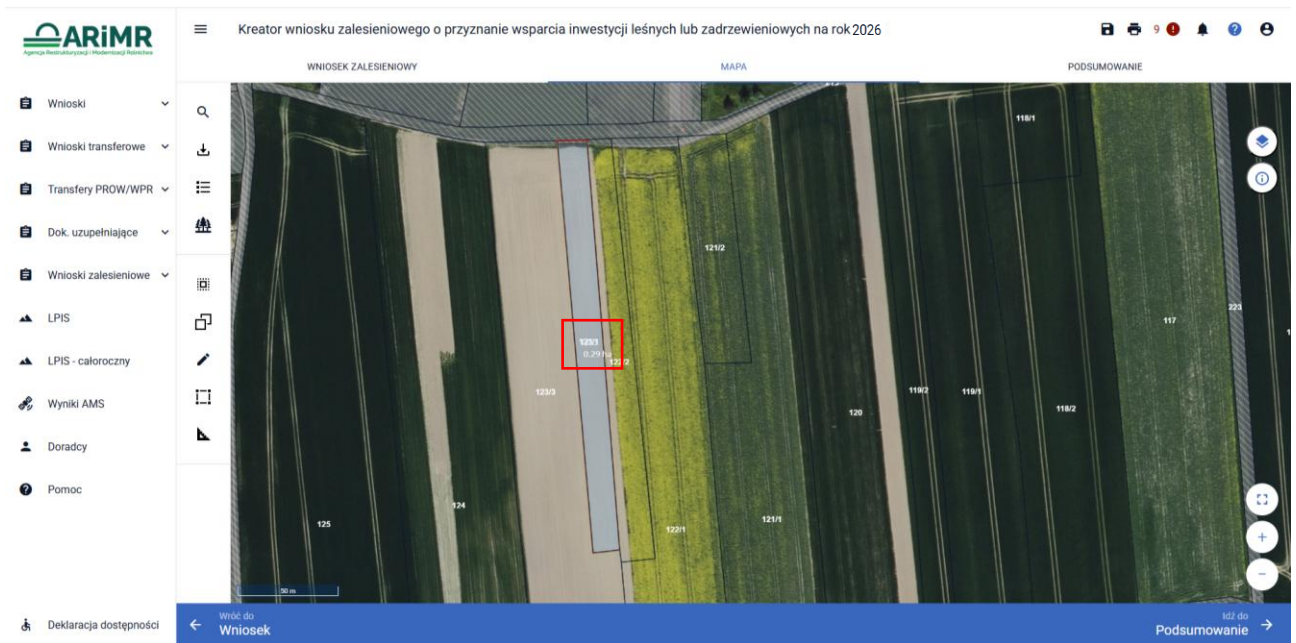 ARiMR
Agencja Restrukturyzacji i Modernizacji Rolnictwa
Kreator wniosku zalesieniowego o przyznanie wsparcia inwestycji leśnych lub zadrzewieniowych na rok 2026
9
WNIOSEK ZALESIENIOWY
MAPA
PODSUMOWANIE
Wnioski
Wnioski transferowe
Transfery PROW/WPR
Dok. uzupełniające
Wnioski zalesieniowe
LPIS
LPIS - całoroczny
Wyniki AMS
Doradcy
Pomoc
Deklaracja dostępności
118/1
121/2
223
117
123/1
0.29 ha
122/2
123/3
119/2
119/1
118/2
120
124
125
122/1
121/1
50 m
Wróć do
Wniosek
Idź do
Podsumowanie